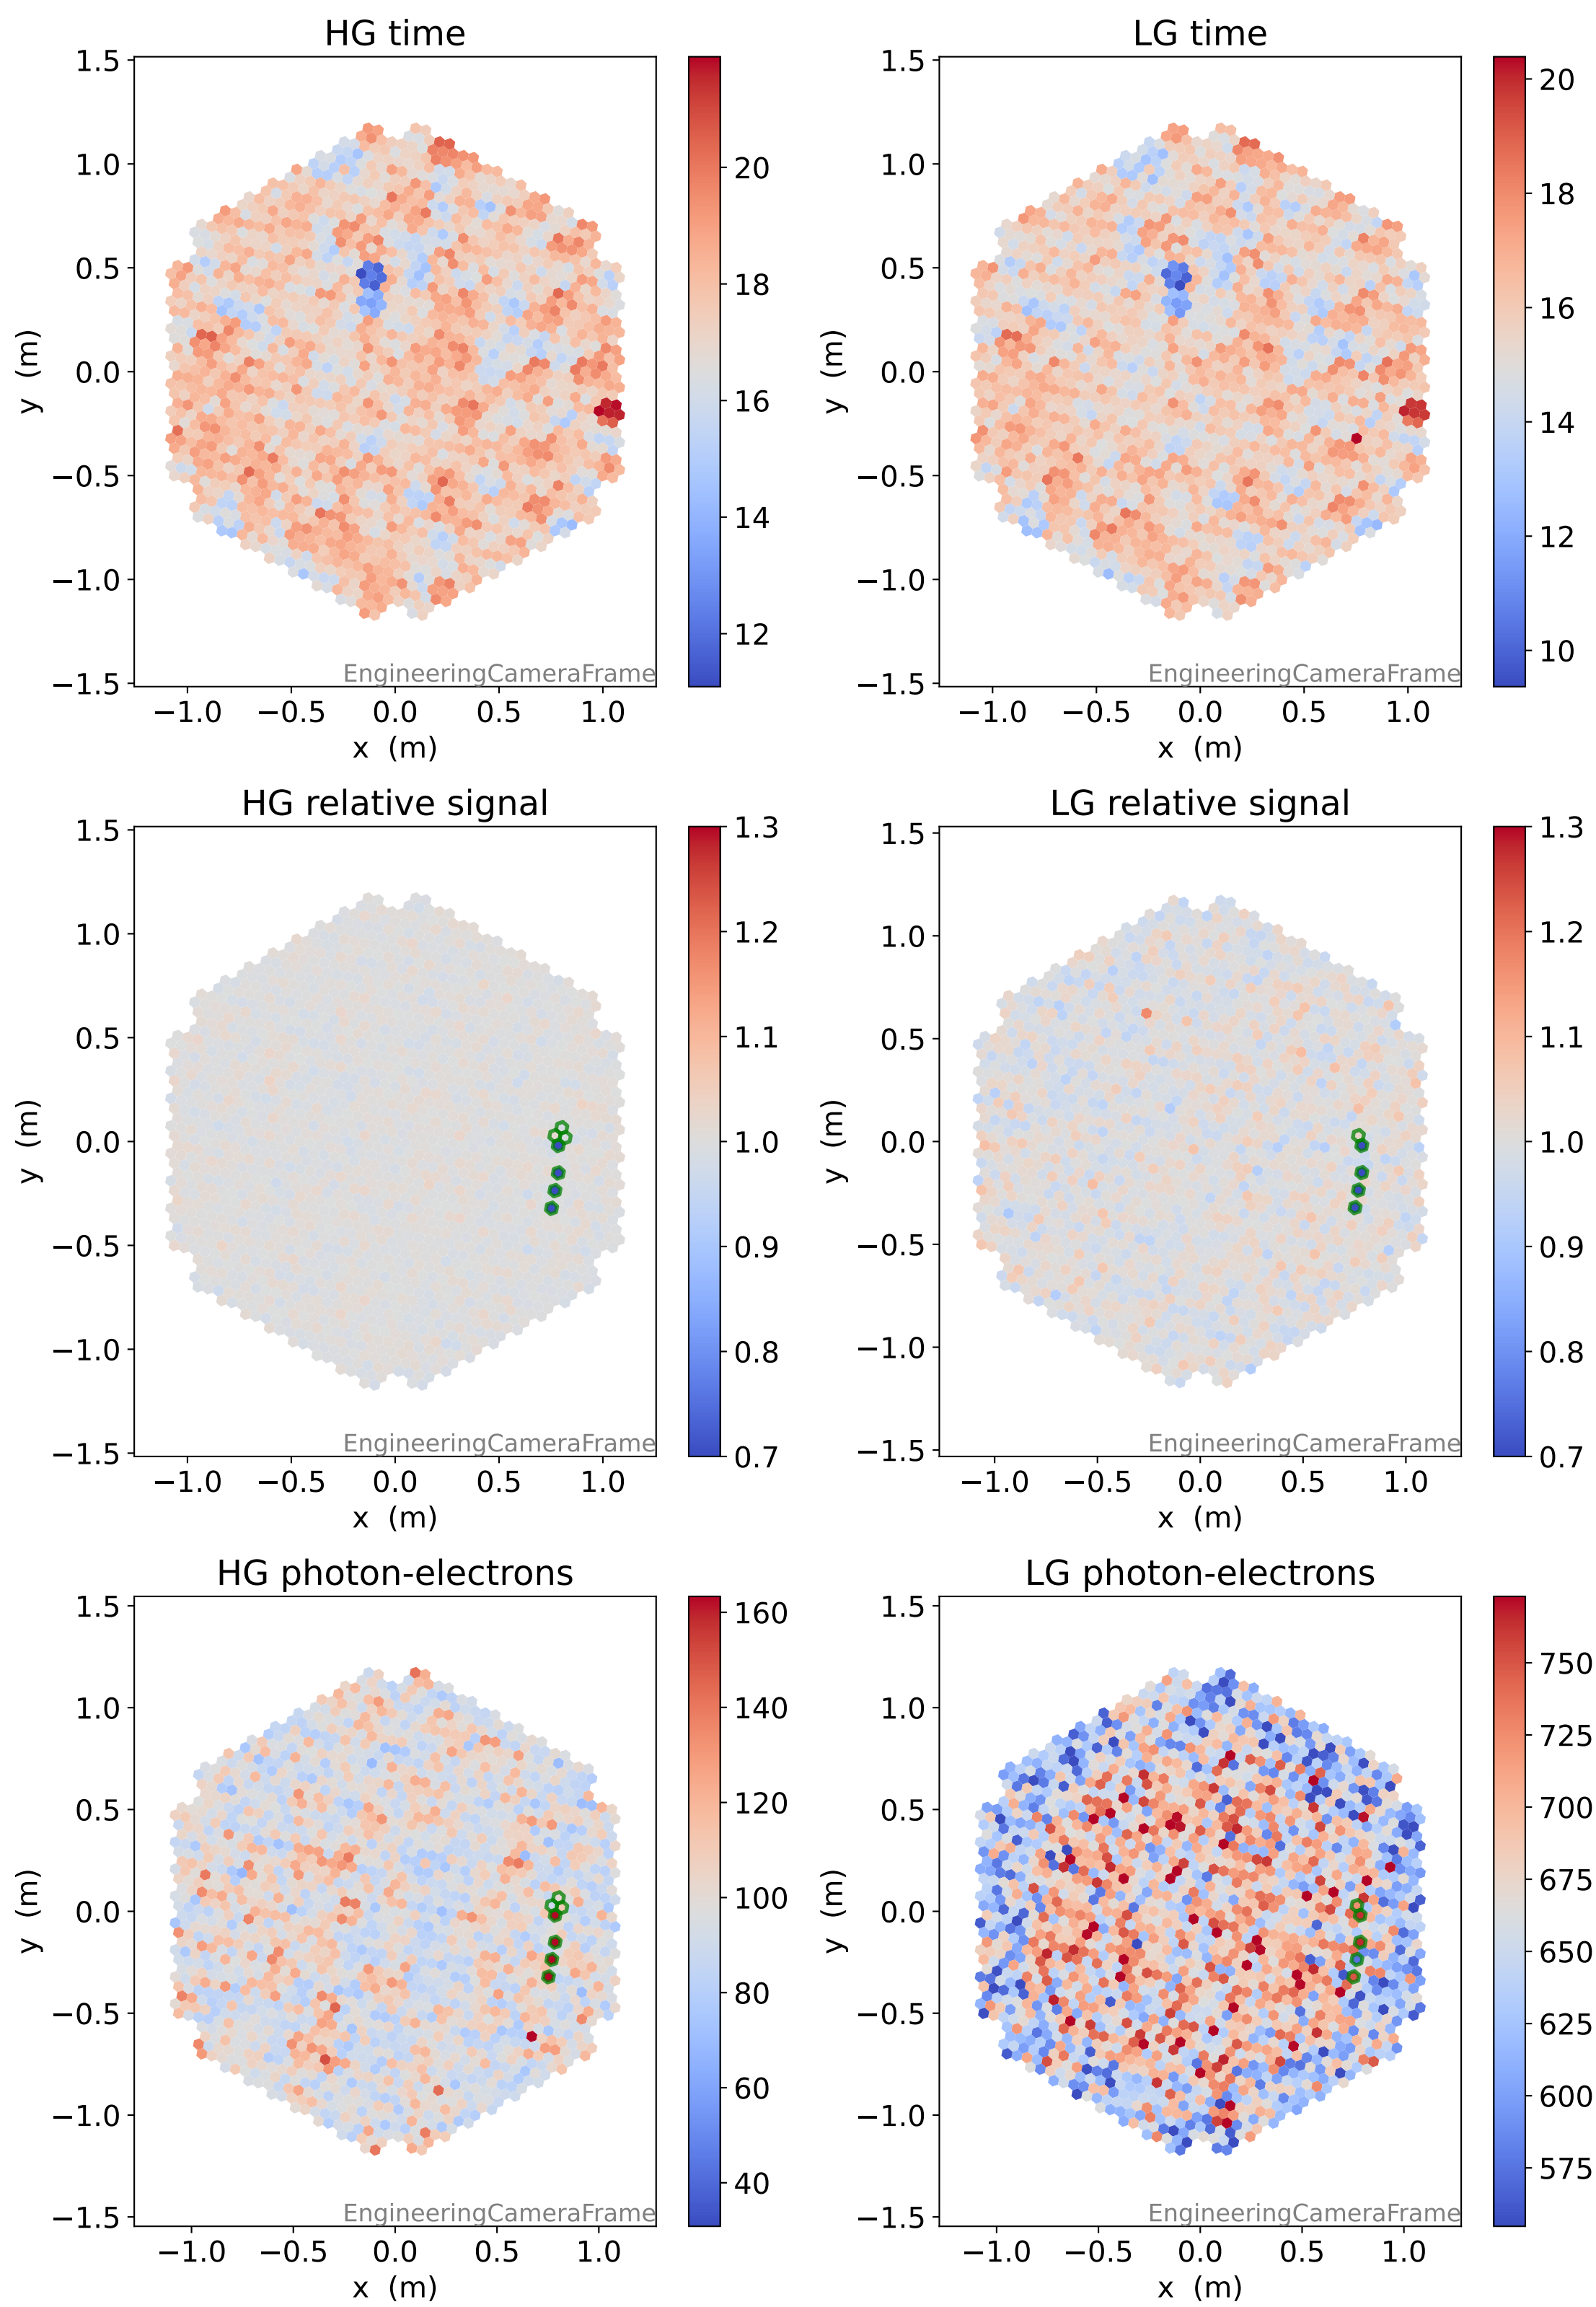 HG time
1.5
1.0
0.5
0.0
−0.5
−1.0
−1.5
y (m)
−1.0 −0.5 0.0 0.5 1.0
x (m)
EngineeringCameraFrame
20
18
16
14
12
LG time
1.5
1.0
0.5
0.0
−0.5
−1.0
−1.5
y (m)
−1.0 −0.5 0.0 0.5 1.0
x (m)
EngineeringCameraFrame
20
18
16
14
12
10
HG relative signal
1.5
1.0
0.5
0.0
−0.5
−1.0
−1.5
y (m)
−1.0 −0.5 0.0 0.5 1.0
x (m)
EngineeringCameraFrame
1.3
1.2
1.1
1.0
0.9
0.8
0.7
LG relative signal
1.5
1.0
0.5
0.0
−0.5
−1.0
−1.5
y (m)
−1.0 −0.5 0.0 0.5 1.0
x (m)
EngineeringCameraFrame
1.3
1.2
1.1
1.0
0.9
0.8
0.7
HG photon-electrons
1.5
1.0
0.5
0.0
−0.5
−1.0
−1.5
y (m)
−1.0 −0.5 0.0 0.5 1.0
x (m)
EngineeringCameraFrame
160
140
120
100
80
60
40
LG photon-electrons
1.5
1.0
0.5
0.0
−0.5
−1.0
−1.5
y (m)
−1.0 −0.5 0.0 0.5 1.0
x (m)
EngineeringCameraFrame
750
725
700
675
650
625
600
575